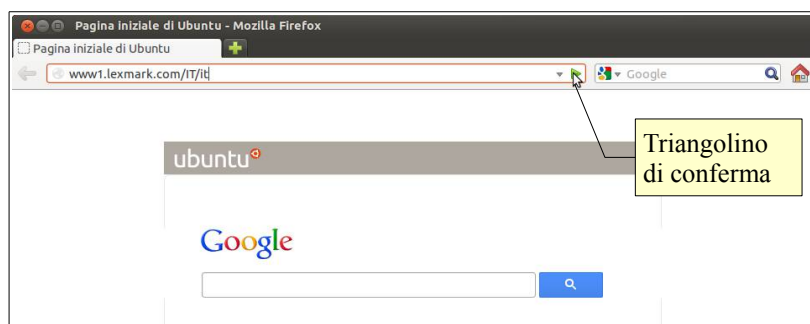 Pagina iniziale di Ubuntu - Mozilla Firefox
Pagina iniziale di Ubuntu
www1.lexmark.com/IT/it
Google
Triangolino
di conferma
ubuntu
Google